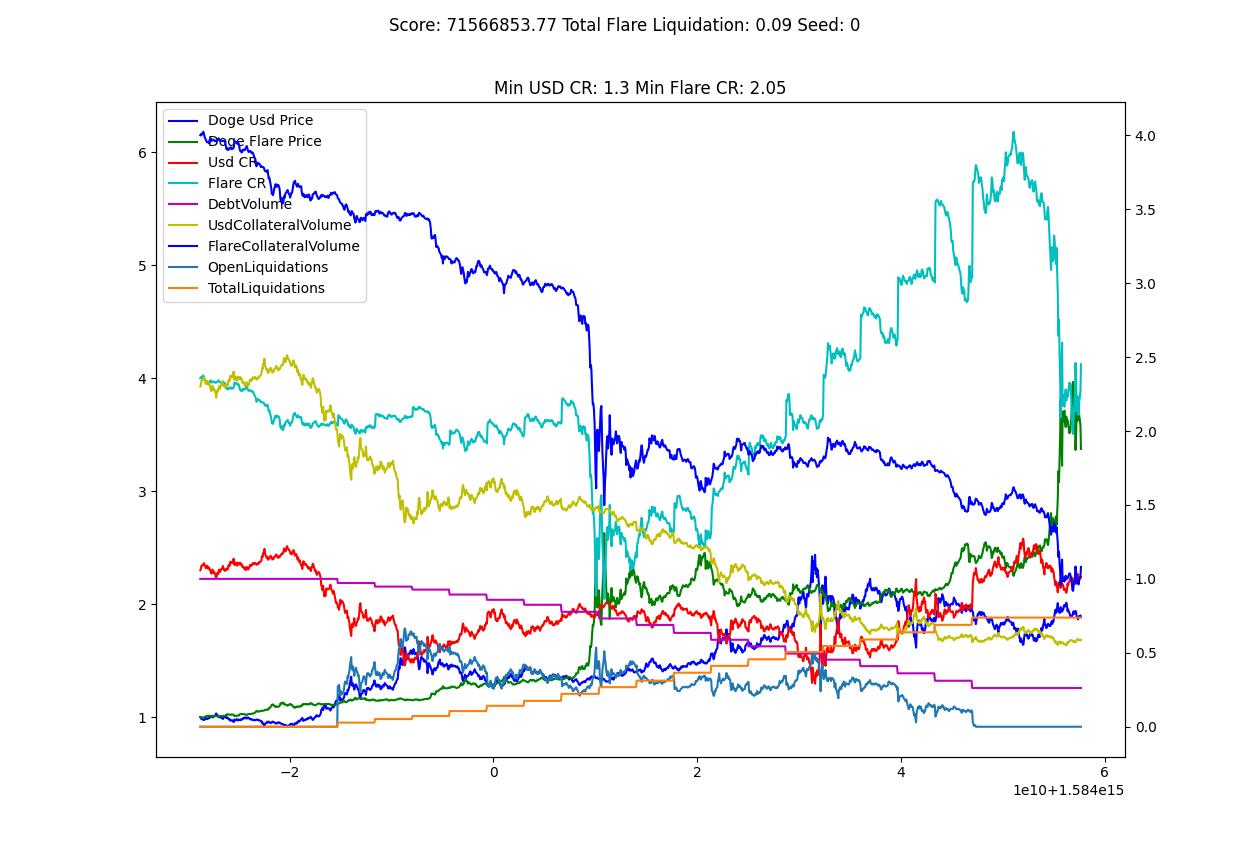 Score: 71566853.77 Total Flare Liquidation: 0.09 Seed: 0
Min USD CR: 1.3 Min Flare CR: 2.05
Doge Usd Price
Doge Flare Price
Usd CR
Flare CR
DebtVolume
UsdCollateralVolume
FlareCollateralVolume
OpenLiquidations
TotalLiquidations
6
5
4
3
2
1
4.0
3.5
3.0
2.5
2.0
1.5
1.0
0.5
0.0
−2
0
2
4
6
1e10+1.584e15